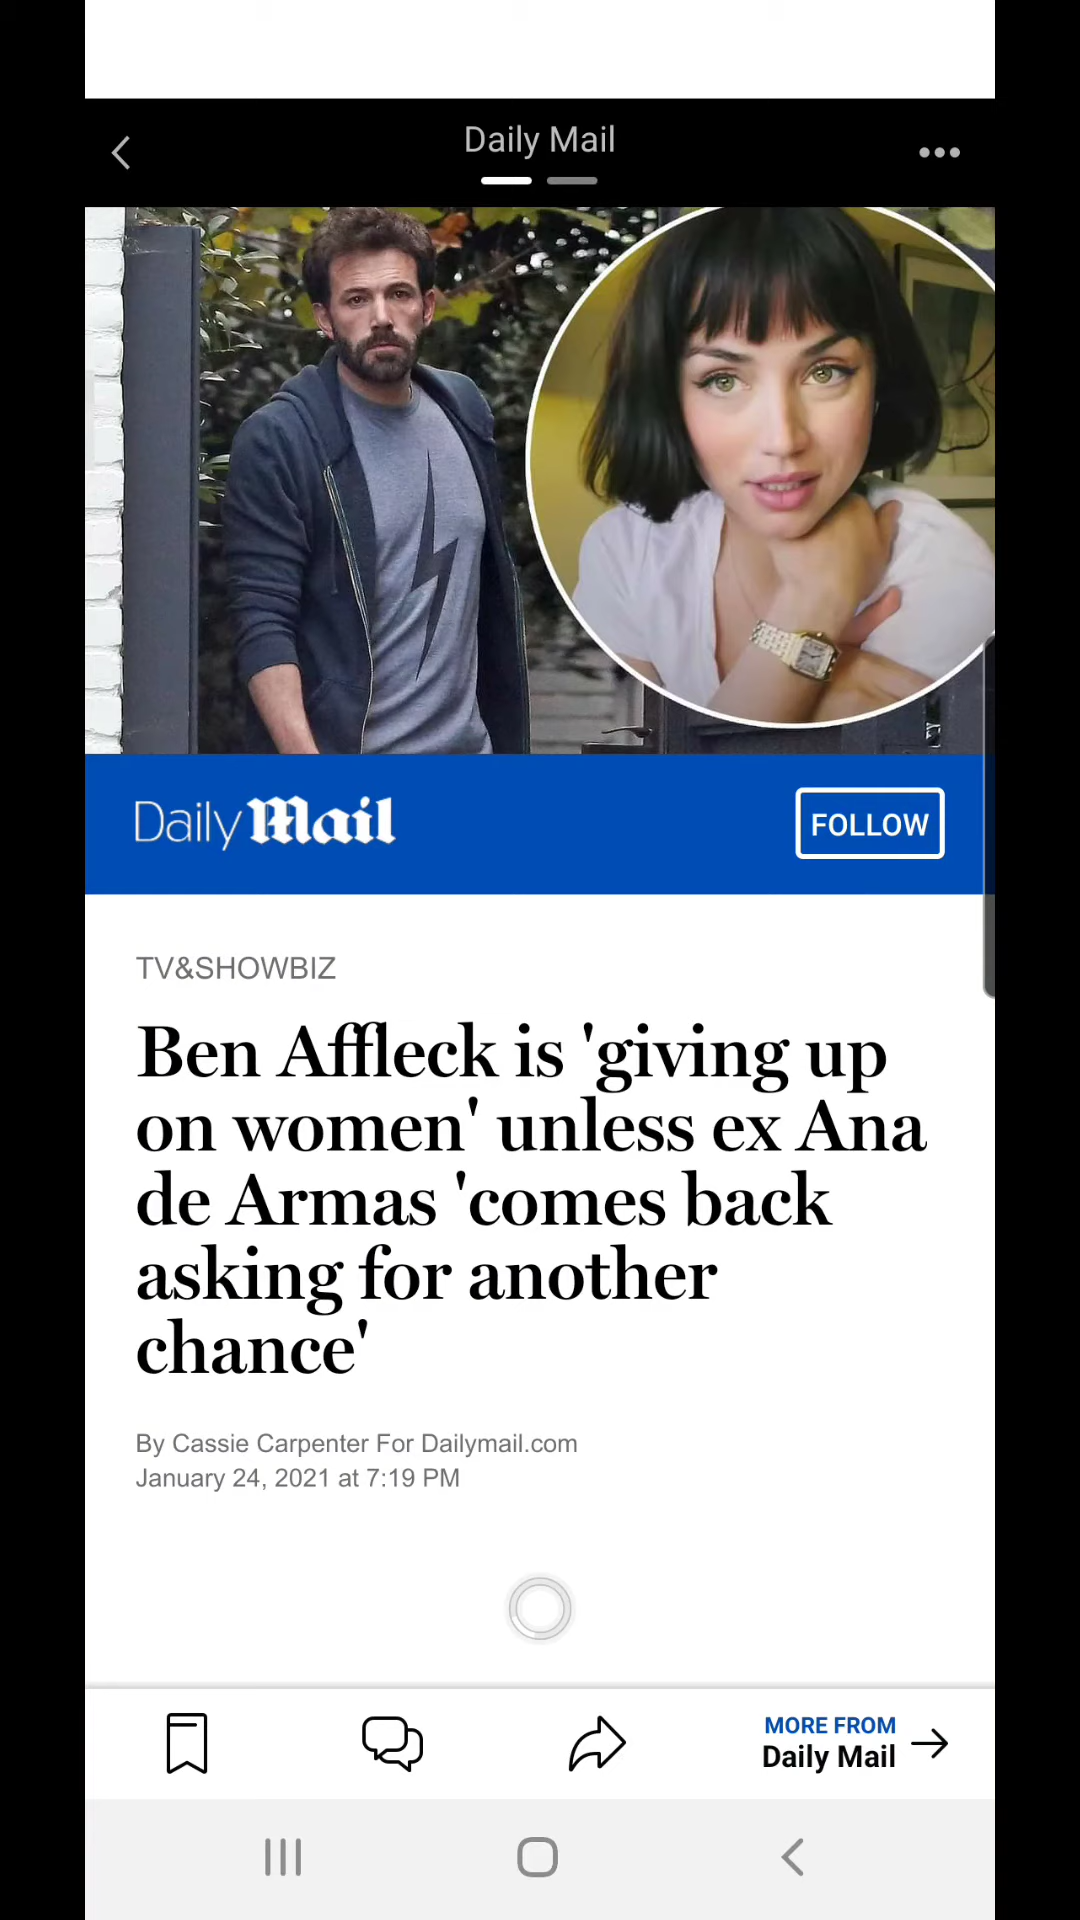 Daily Mail
Daily Mail
FOLLOW
TV&SHOWBIZ
Ben Affleck is 'giving up
on women' unless ex Ana
de Armas 'comes back
asking for another
chance'
By Cassie Carpenter For Dailymail.com
January 24, 2021 at 7:19 PM
MORE FROM
Daily Mail